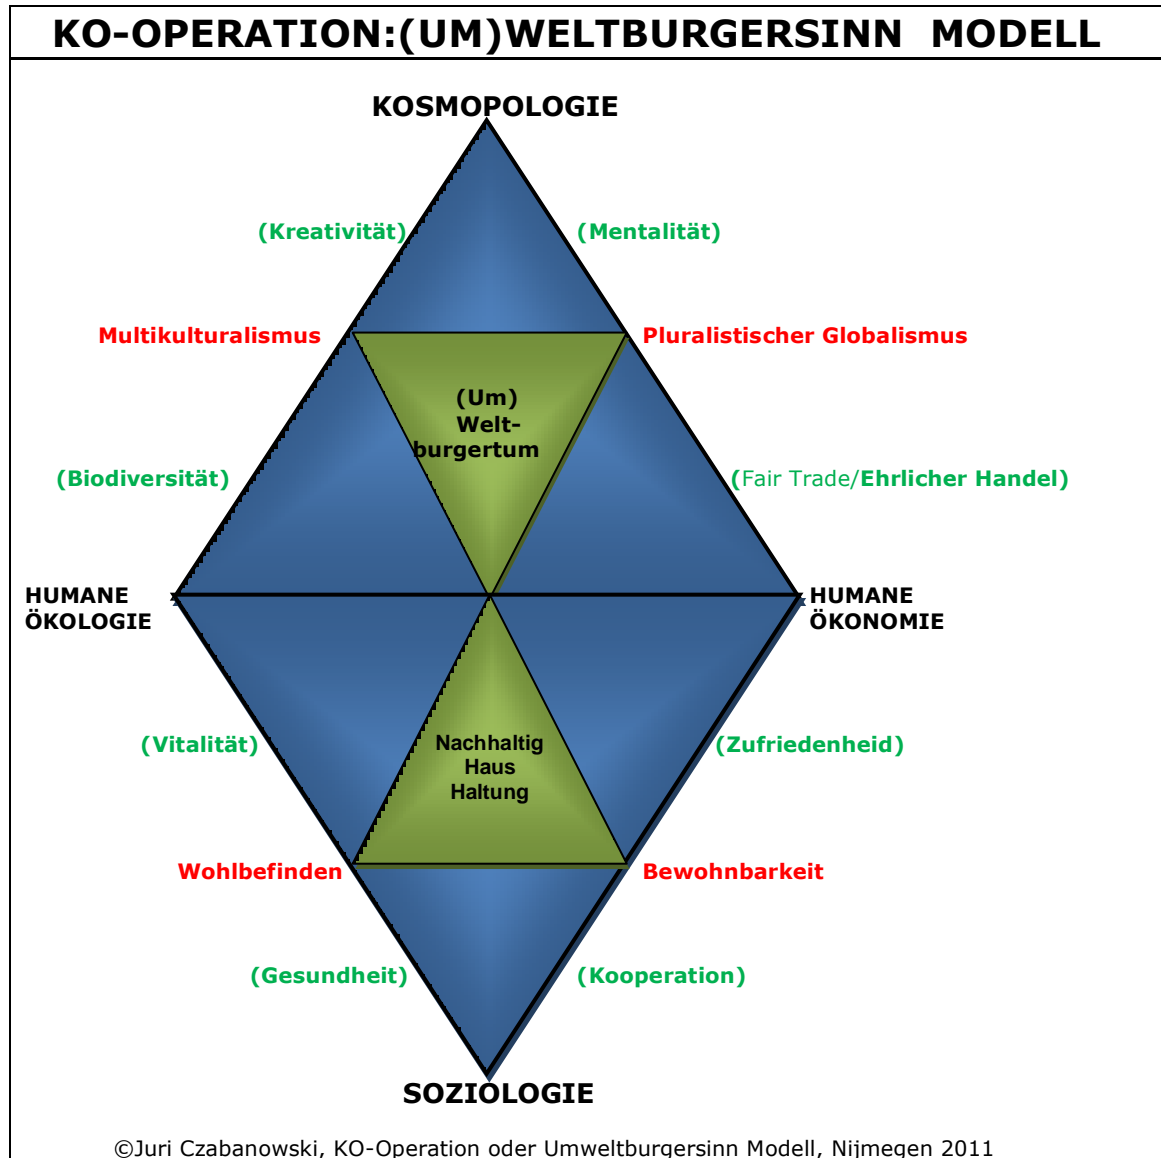 KO-OPERATION:(UM)WELTBURGERSINN MODELL
KOSMOPOLOGIE
(Kreativität)
(Mentalität)
Multikulturalismus
Pluralistischer Globalismus
(Um)
Welt-
burgertum
(Biodiversität)
(Fair Trade/Ehrlicher Handel)
HUMANE
ÖKOLOGIE
HUMANE
ÖKONOMIE
(Vitalität)
(Zufriedenheid)
Nachhaltig
Haus
Haltung
Wohlbefinden
Bewohnbarkeit
(Gesundheit)
(Kooperation)
SOZIOLOGIE
©Juri Czabanowski, KO-Operation oder Umweltburgersinn Modell, Nijmegen 2011